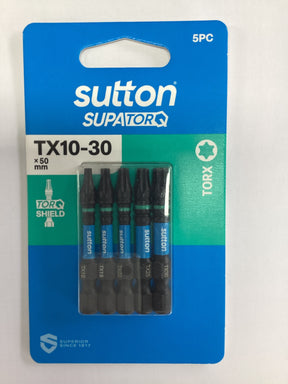 5PC
sutton
SUPATORQ
TX10-30
× 50
mm
TORQ
SHIELD
TORX
sutton
sutton
sutton
sutton
sutton
SUPERIOR
SINCE 1917